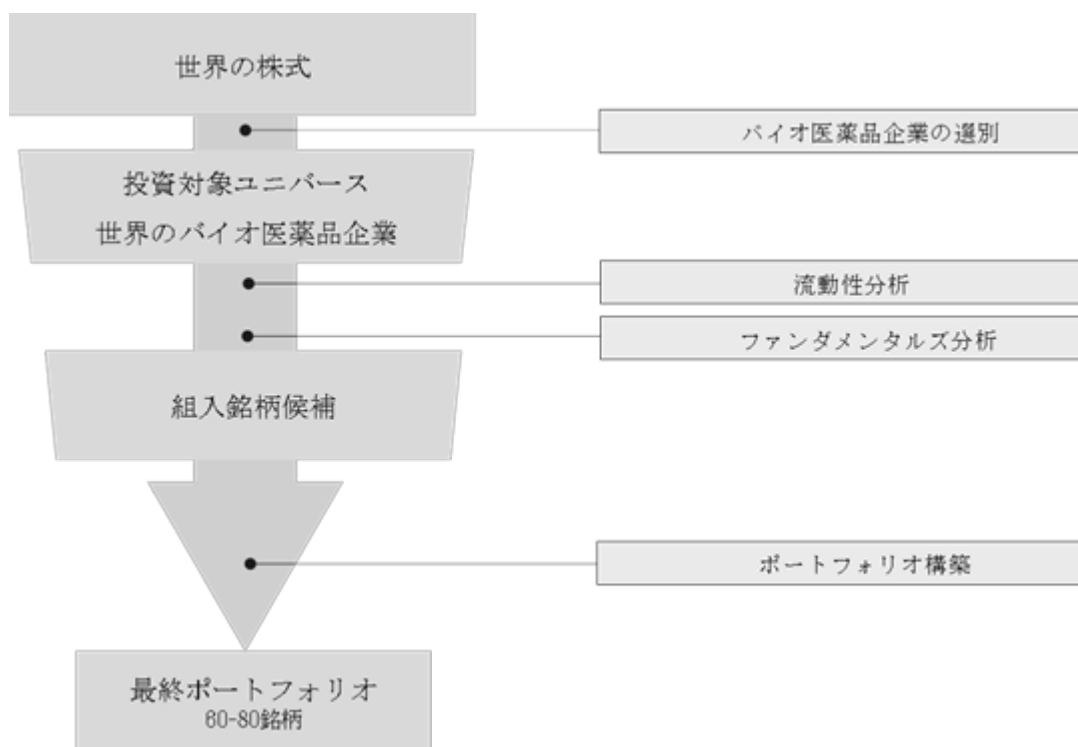 世界の株式
バイオ医薬品企業の選別
投資対象ユニバース
世界のバイオ医薬品企業
流動性分析
ファンダメンタルズ分析
組入銘柄候補
ポートフォリオ構築
最終ポートフォリオ
60-80銘柄